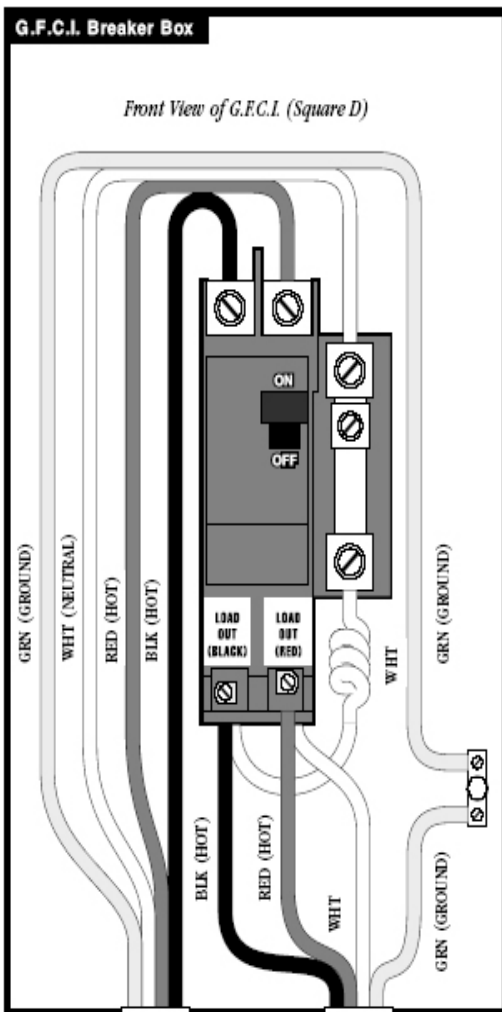 G.F.C.I. Breaker Box
Front View of G.F.C.I. (Square D)
ON
OFF
GRN (GROUND)
WHT (NEUTRAL)
RED (HOT)
BLK (HOT)
LOAD
OUT
(BLACK)
LOAD
OUT
(RED)
WHT
GRN (GROUND)
BLK (HOT)
RED (HOT)
WHT
GRN (GROUND)